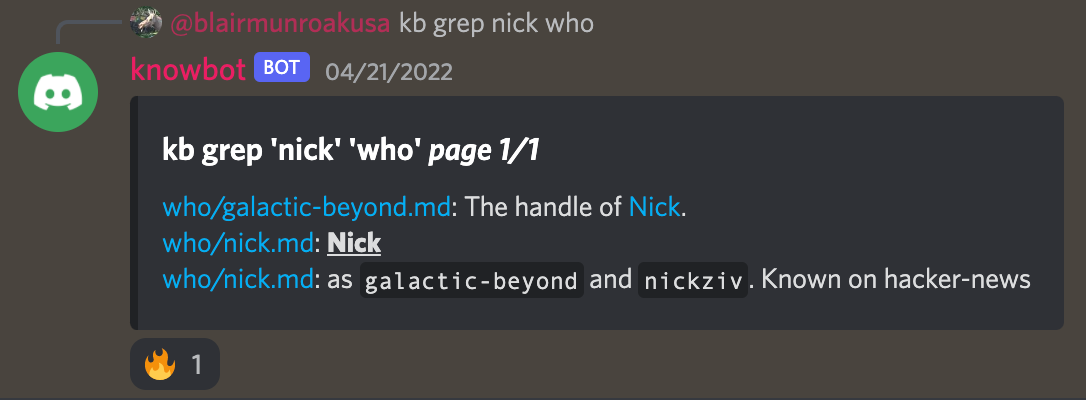 @blairmunroakusa kb grep nick who
knowbot BOT 04/21/2022
kb grep 'nick' 'who' page 1/1
who/galactic-beyond.md: The handle of Nick.
who/nick.md: Nick
who/nick.md: as galactic-beyond and nickziv. Known on hacker-news
🔥 1